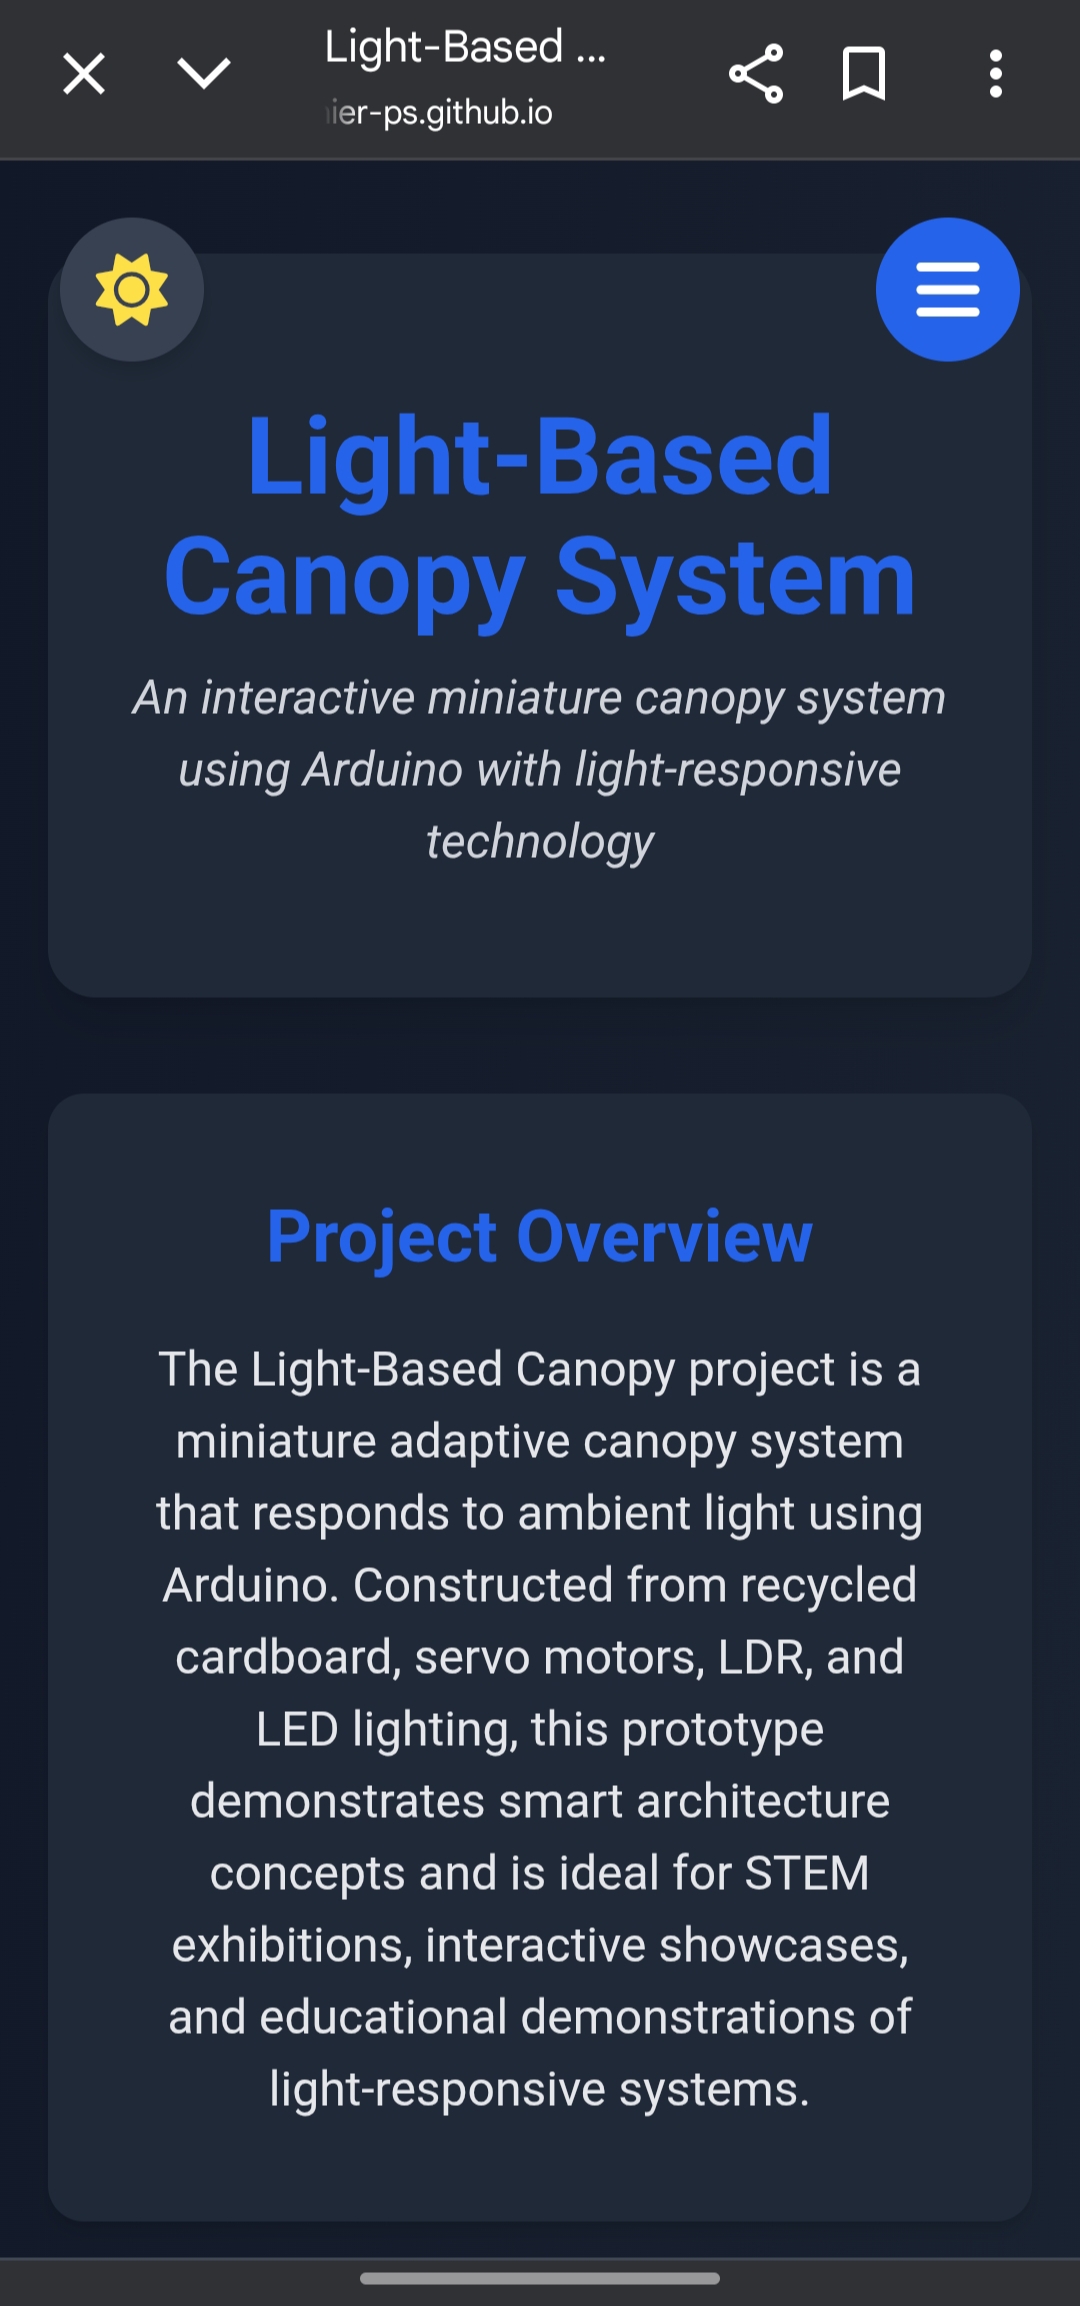 Light-Based ...
ier-ps.github.io
Light-Based
Canopy System
An interactive miniature canopy system
using Arduino with light-responsive
technology
Project Overview
The Light-Based Canopy project is a
miniature adaptive canopy system
that responds to ambient light using
Arduino. Constructed from recycled
cardboard, servo motors, LDR, and
LED lighting, this prototype
demonstrates smart architecture
concepts and is ideal for STEM
exhibitions, interactive showcases,
and educational demonstrations of
light-responsive systems.